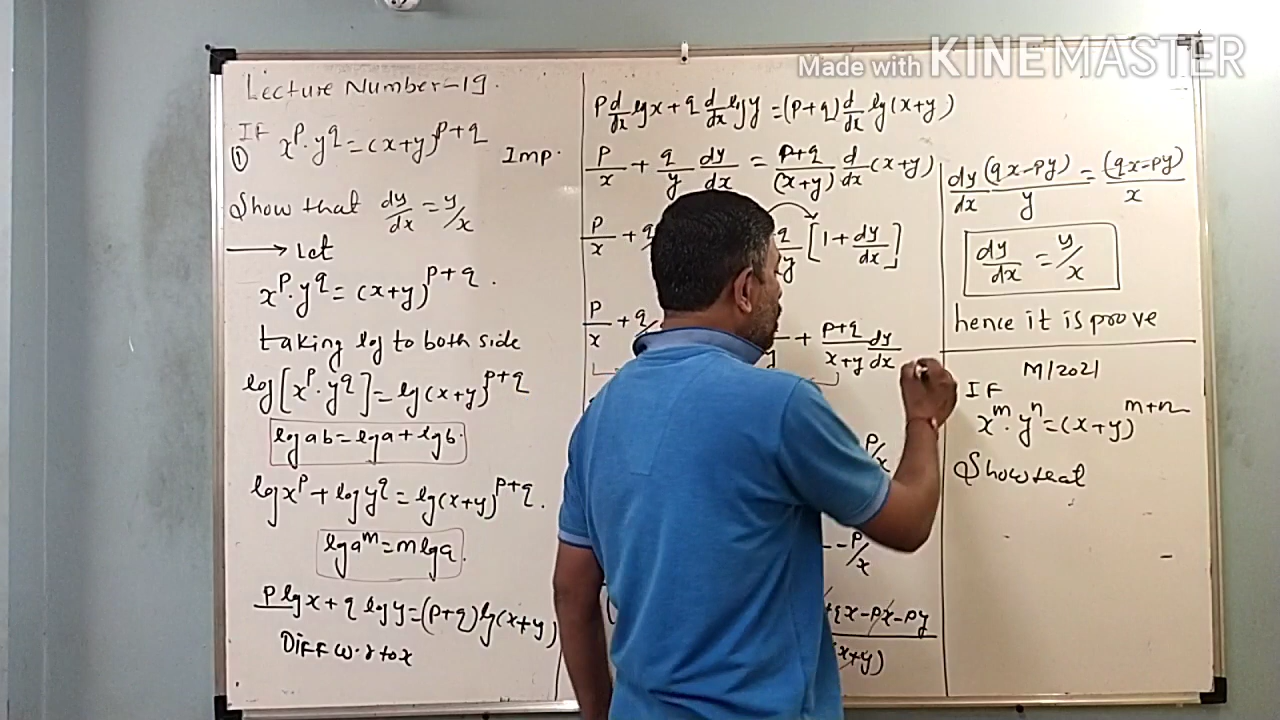 Made with KINEMASTER
Lecture Number-19.
① IF x^p · y^q = (x+y)^{p+q} Imp.
Show that dy/dx = y/x
→ Let
x^p · y^q = (x+y)^{p+q}.
taking log to both side
log[x^p · y^q] = log(x+y)^{p+q}
log ab = log a + log b.
log x^p + log y^q = log(x+y)^{p+q}.
log a^m = m log a.
P log x + q log y = (P+q) log(x+y)
Diff w.r to x
P d/dx log x + q d/dx log y = (P+q) d/dx log(x+y)
P/x + q/y dy/dx = P+q/(x+y) d/dx (x+y)
P/x + q [1 + dy/dx]
P/x + q + P+q/x+y dy/dx
P/x
- P/x
+qx - px - py
(x+y)
dy/dx (qx-py)/y = (qx-py)/x
dy/dx = y/x
hence it is prove
M/2021
IF
x^m · y^n = (x+y)^{m+n}
Show that